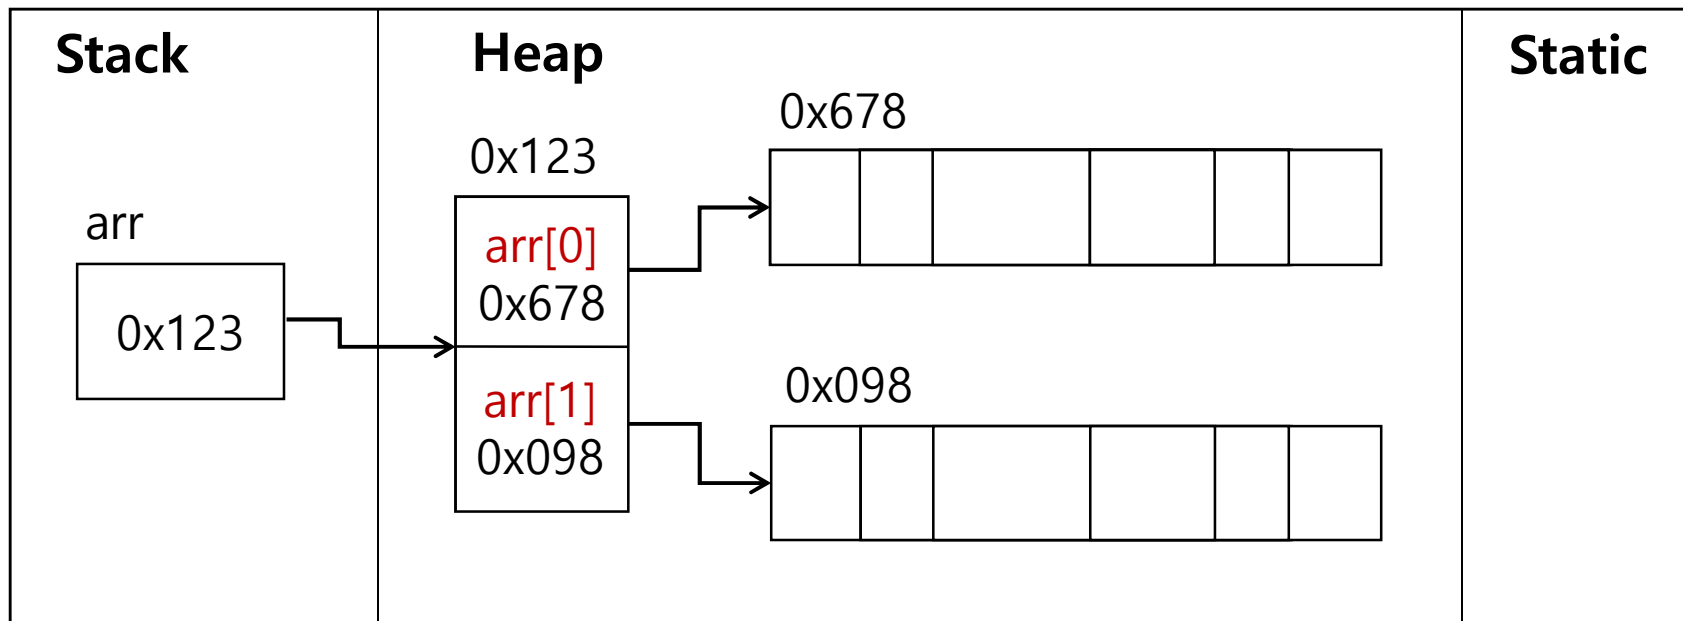 Stack
Heap
Static
arr
0x123
0x123
arr[0]
0x678
arr[1]
0x098
0x678
0x098